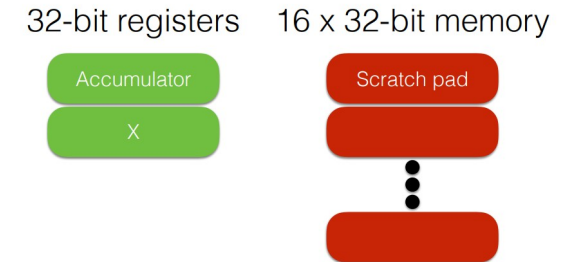 32-bit registers
16 x 32-bit memory
Accumulator
X
Scratch pad